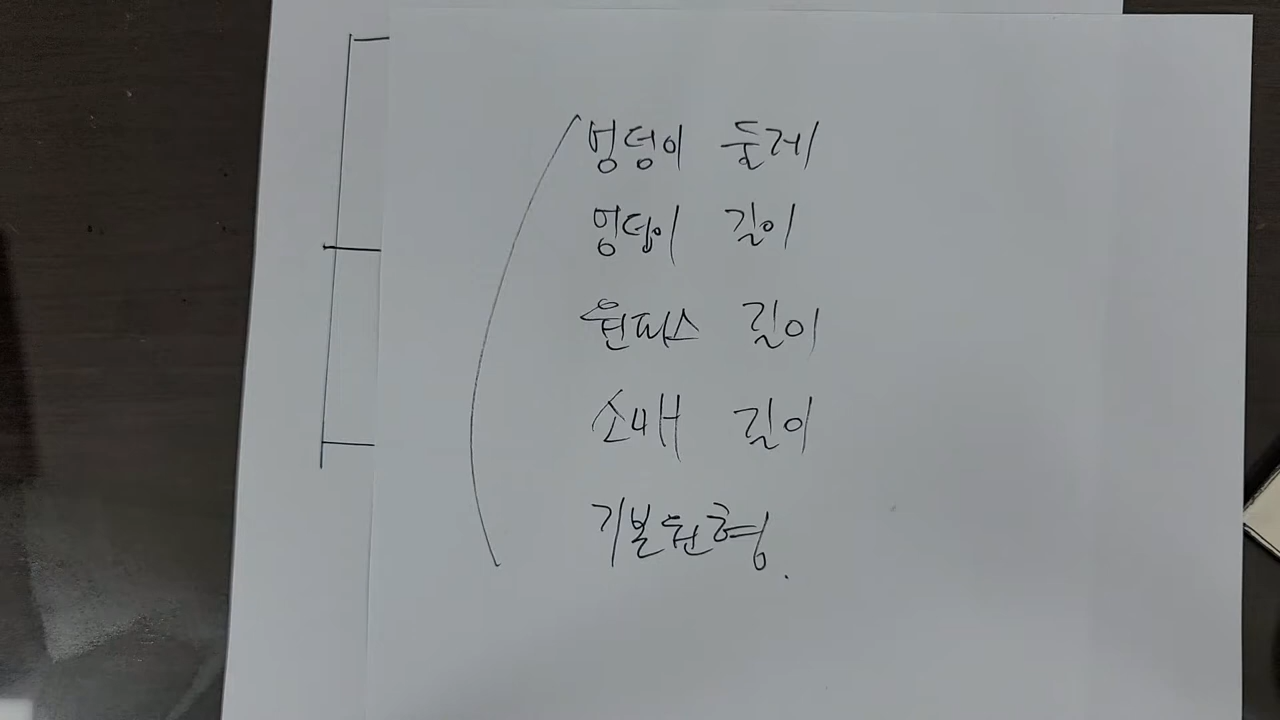 엉덩이 둘레
엉덩이 길이
원피스 길이
소매 길이
기본원형.